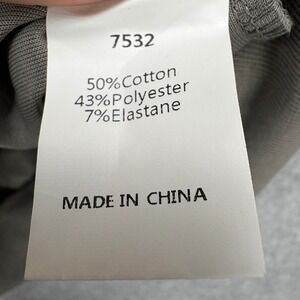 7532
50%Cotton
43%Polyester
7%Elastane
MADE IN CHINA